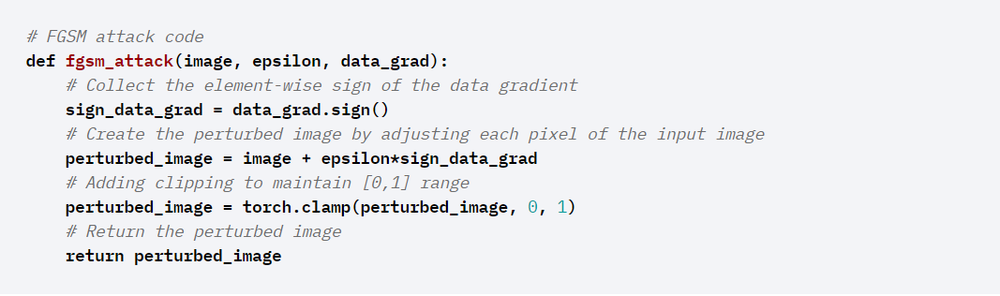 # FGSM attack code
def fgsm_attack(image, epsilon, data_grad):
    # Collect the element-wise sign of the data gradient
    sign_data_grad = data_grad.sign()
    # Create the perturbed image by adjusting each pixel of the input image
    perturbed_image = image + epsilon*sign_data_grad
    # Adding clipping to maintain [0,1] range
    perturbed_image = torch.clamp(perturbed_image, 0, 1)
    # Return the perturbed image
    return perturbed_image